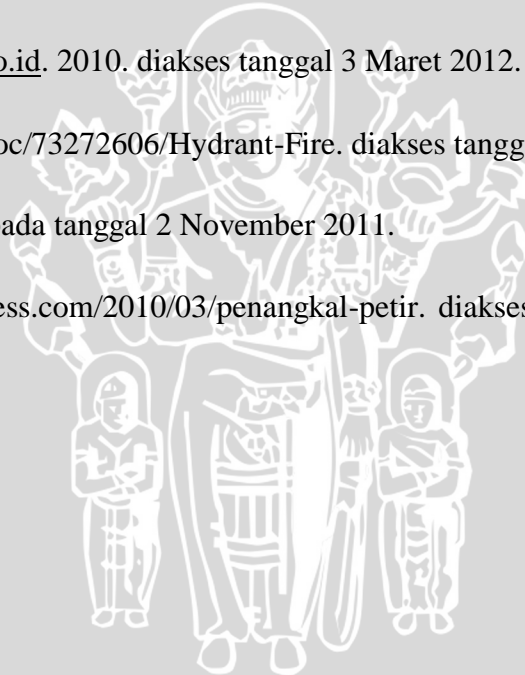 o.id. 2010. diakses tanggal 3 Maret 2012.
oc/73272606/Hydrant-Fire. diakses tangg
ada tanggal 2 November 2011.
ess.com/2010/03/penangkal-petir. diakses